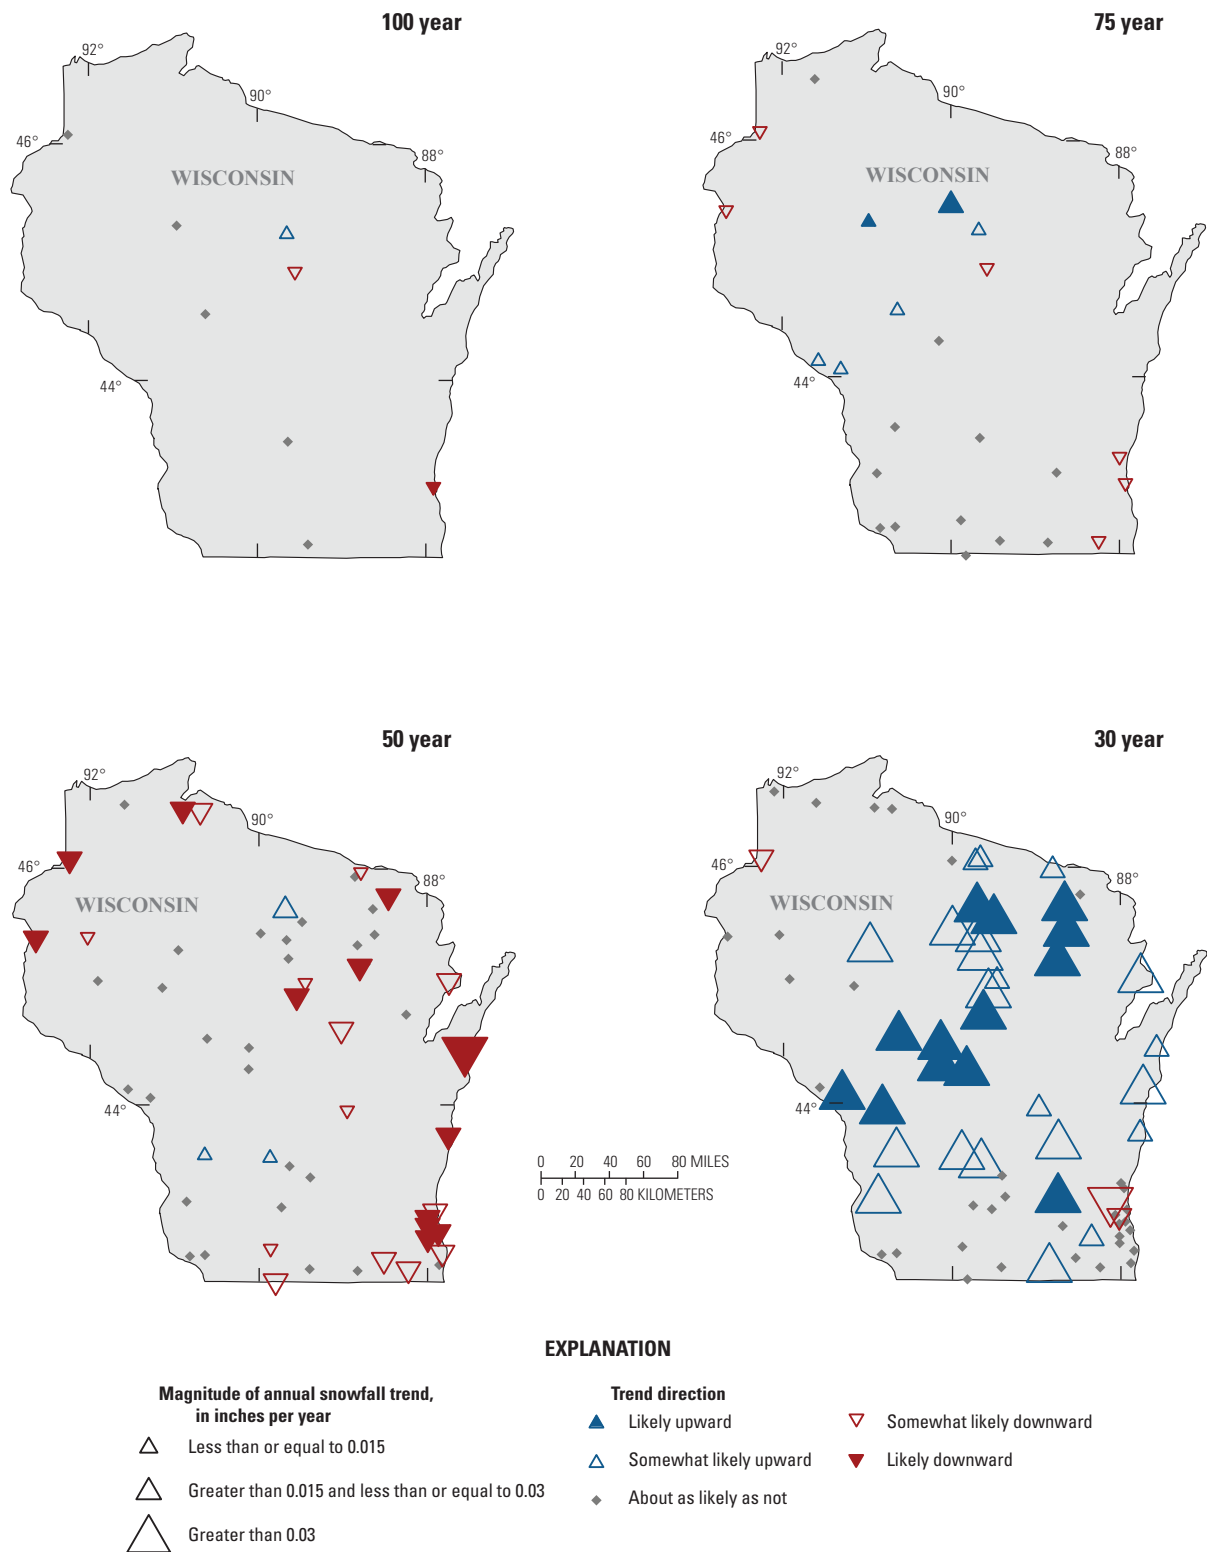 100 year
75 year
92°
90°
46°
88°
WISCONSIN
44°
92°
90°
46°
88°
WISCONSIN
44°
50 year
30 year
92°
90°
46°
88°
WISCONSIN
44°
92°
90°
46°
88°
WISCONSIN
44°
0 20 40 60 80 MILES
0 20 40 60 80 KILOMETERS
EXPLANATION
Magnitude of annual snowfall trend,
in inches per year
Less than or equal to 0.015
Greater than 0.015 and less than or equal to 0.03
Greater than 0.03
Trend direction
Likely upward
Somewhat likely upward
About as likely as not
Somewhat likely downward
Likely downward